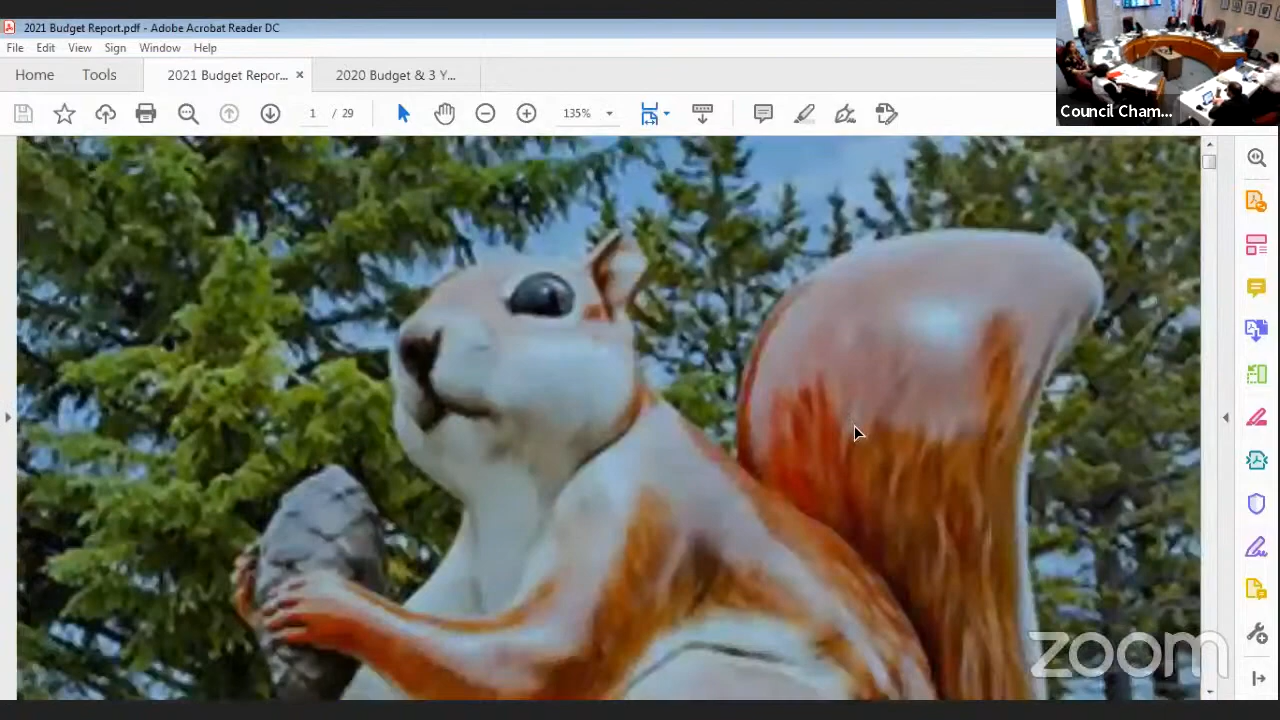 2021 Budget Report.pdf - Adobe Acrobat Reader DC
File Edit View Sign Window Help
Home Tools 2021 Budget Repor... × 2020 Budget & 3 Y...
1 / 29 135%
Council Cham...
zoom